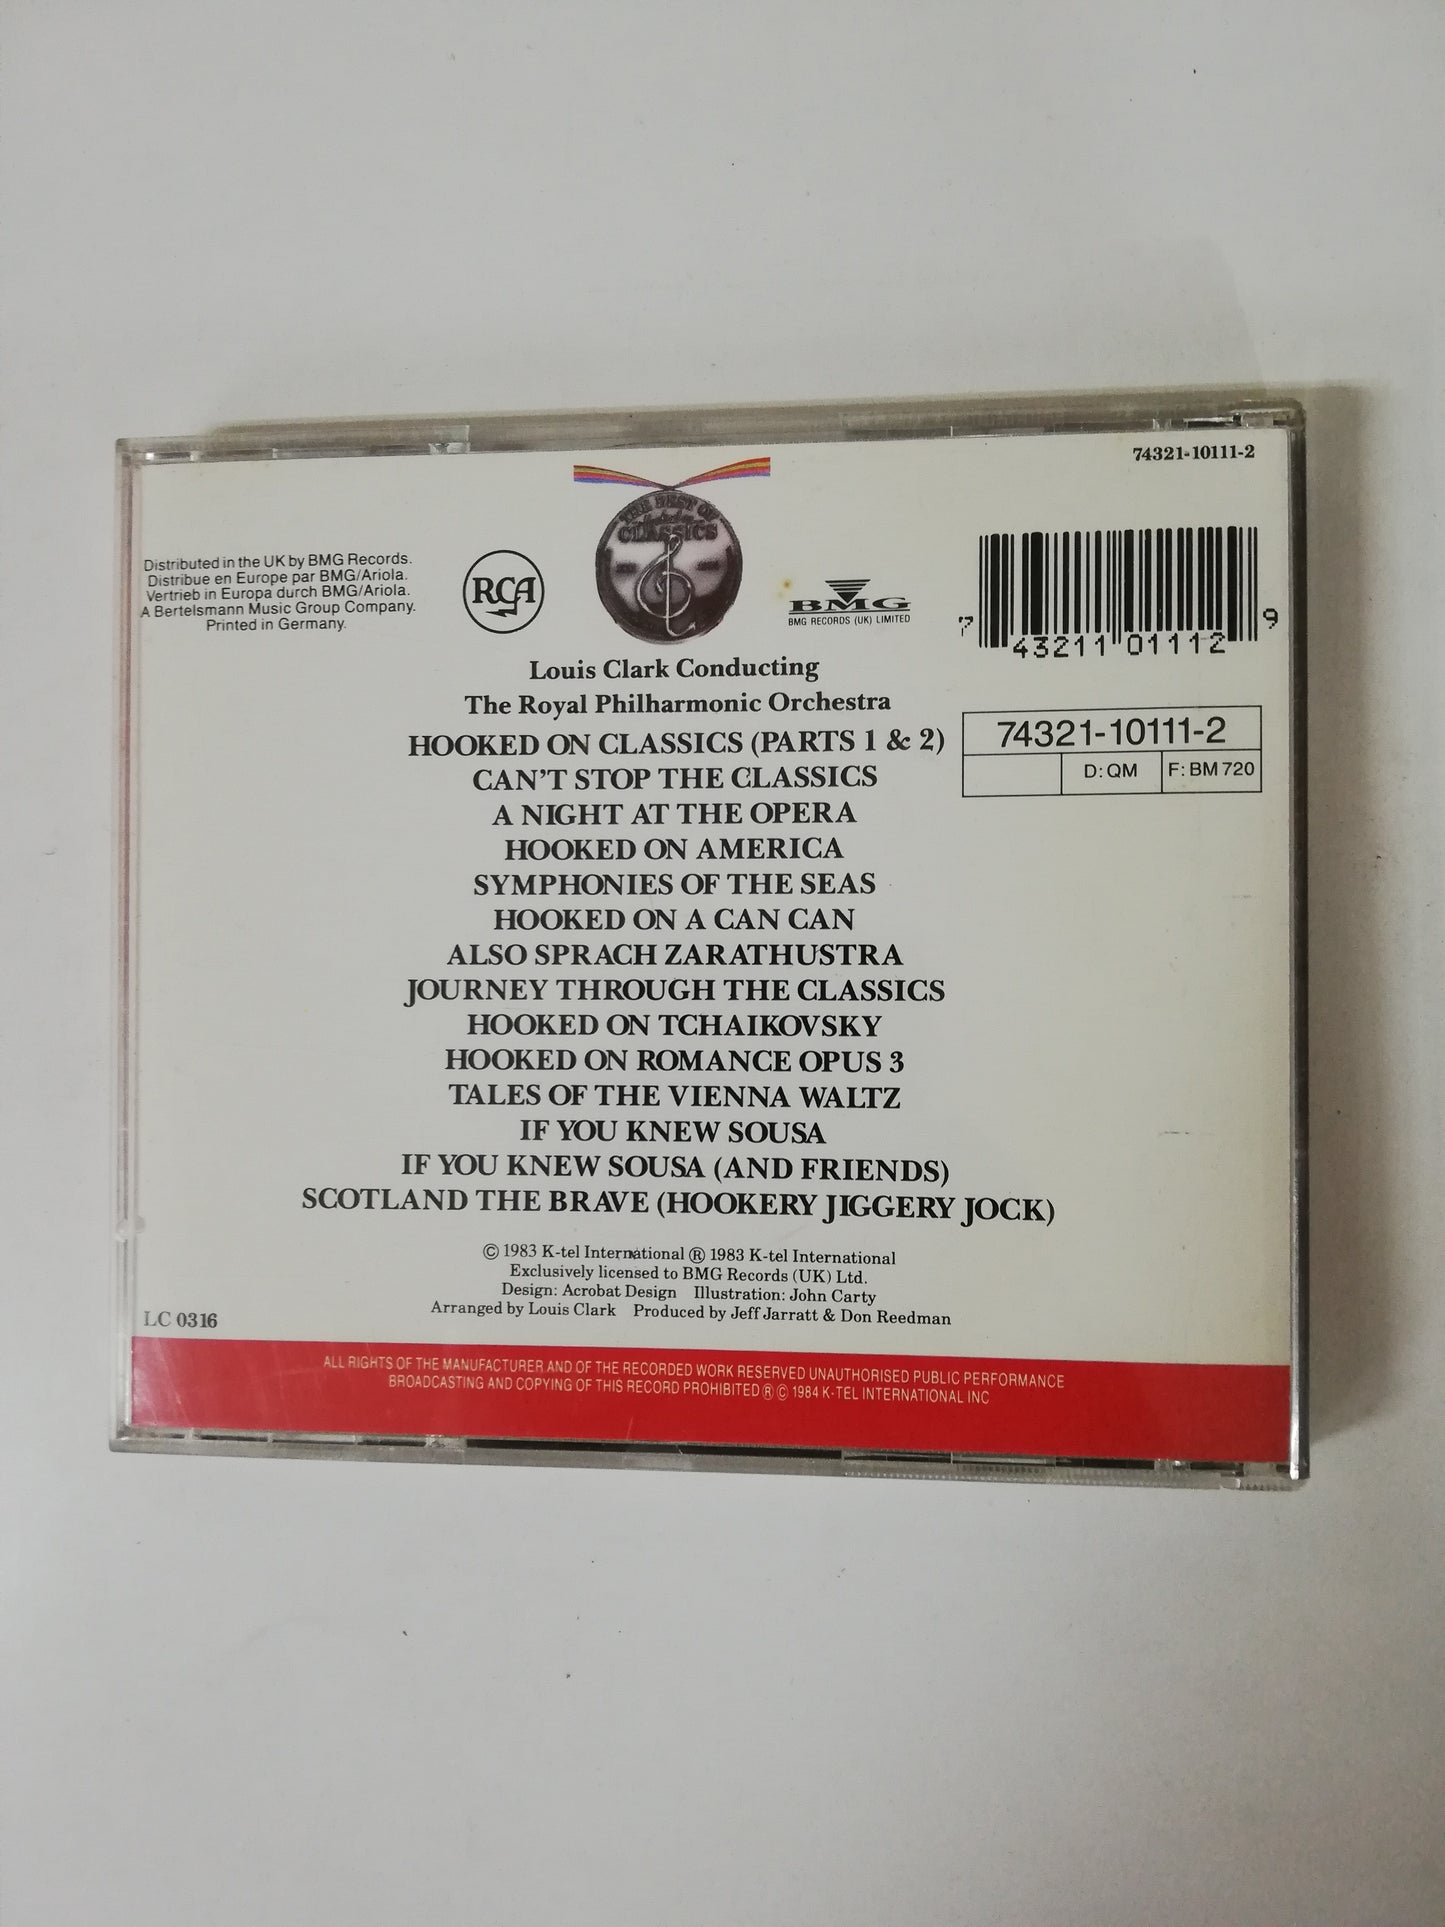 74321-10111-2
Distributed in the UK by BMG Records.
Distribue en Europe par BMG/Ariola.
Vertrieb in Europa durch BMG/Ariola.
A Bertelsmann Music Group Company.
Printed in Germany.
RCA
THE BEST OF
CLASSICS
BMG
BMG RECORDS (UK) LIMITED
7 43211 01112 9
74321-10111-2
D: QM
F: BM 720
Louis Clark Conducting
The Royal Philharmonic Orchestra
HOOKED ON CLASSICS (PARTS 1 & 2)
CAN'T STOP THE CLASSICS
A NIGHT AT THE OPERA
HOOKED ON AMERICA
SYMPHONIES OF THE SEAS
HOOKED ON A CAN CAN
ALSO SPRACH ZARATHUSTRA
JOURNEY THROUGH THE CLASSICS
HOOKED ON TCHAIKOVSKY
HOOKED ON ROMANCE OPUS 3
TALES OF THE VIENNA WALTZ
IF YOU KNEW SOUSA
IF YOU KNEW SOUSA (AND FRIENDS)
SCOTLAND THE BRAVE (HOOKERY JIGGERY JOCK)
© 1983 K-tel International ® 1983 K-tel International
Exclusively licensed to BMG Records (UK) Ltd.
Design: Acrobat Design Illustration: John Carty
Arranged by Louis Clark Produced by Jeff Jarratt & Don Reedman
LC 0316
ALL RIGHTS OF THE MANUFACTURER AND OF THE RECORDED WORK RESERVED UNAUTHORISED PUBLIC PERFORMANCE
BROADCASTING AND COPYING OF THIS RECORD PROHIBITED ® © 1984 K-TEL INTERNATIONAL INC